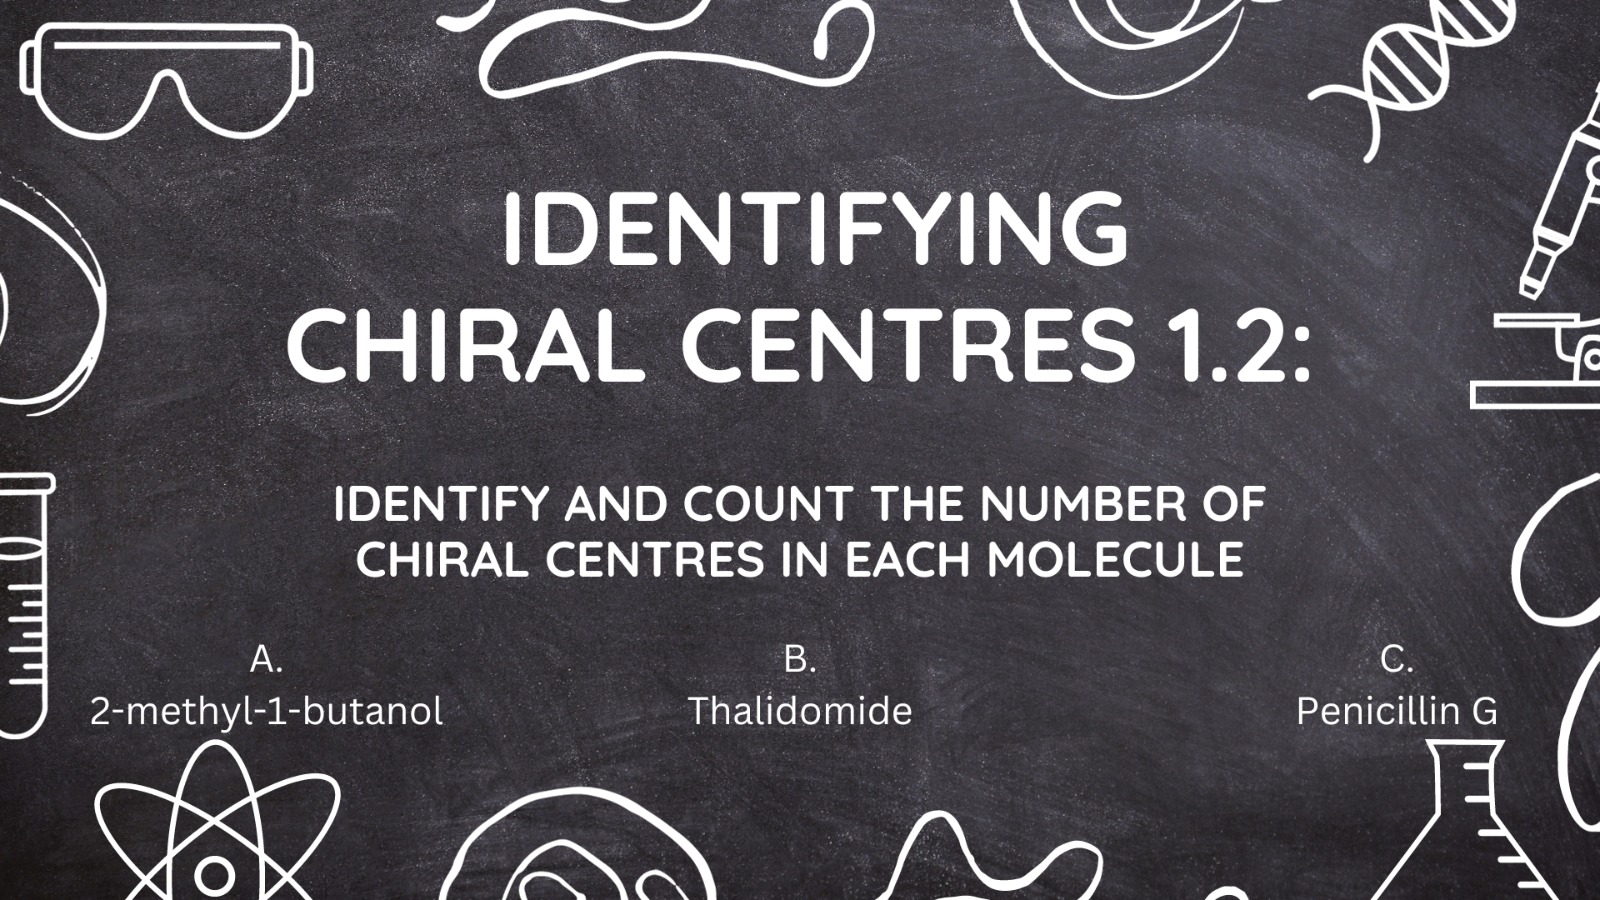 IDENTIFYING
CHIRAL CENTRES 1.2:
IDENTIFY AND COUNT THE NUMBER OF
CHIRAL CENTRES IN EACH MOLECULE
A.
2-methyl-1-butanol
B.
Thalidomide
C.
Penicillin G